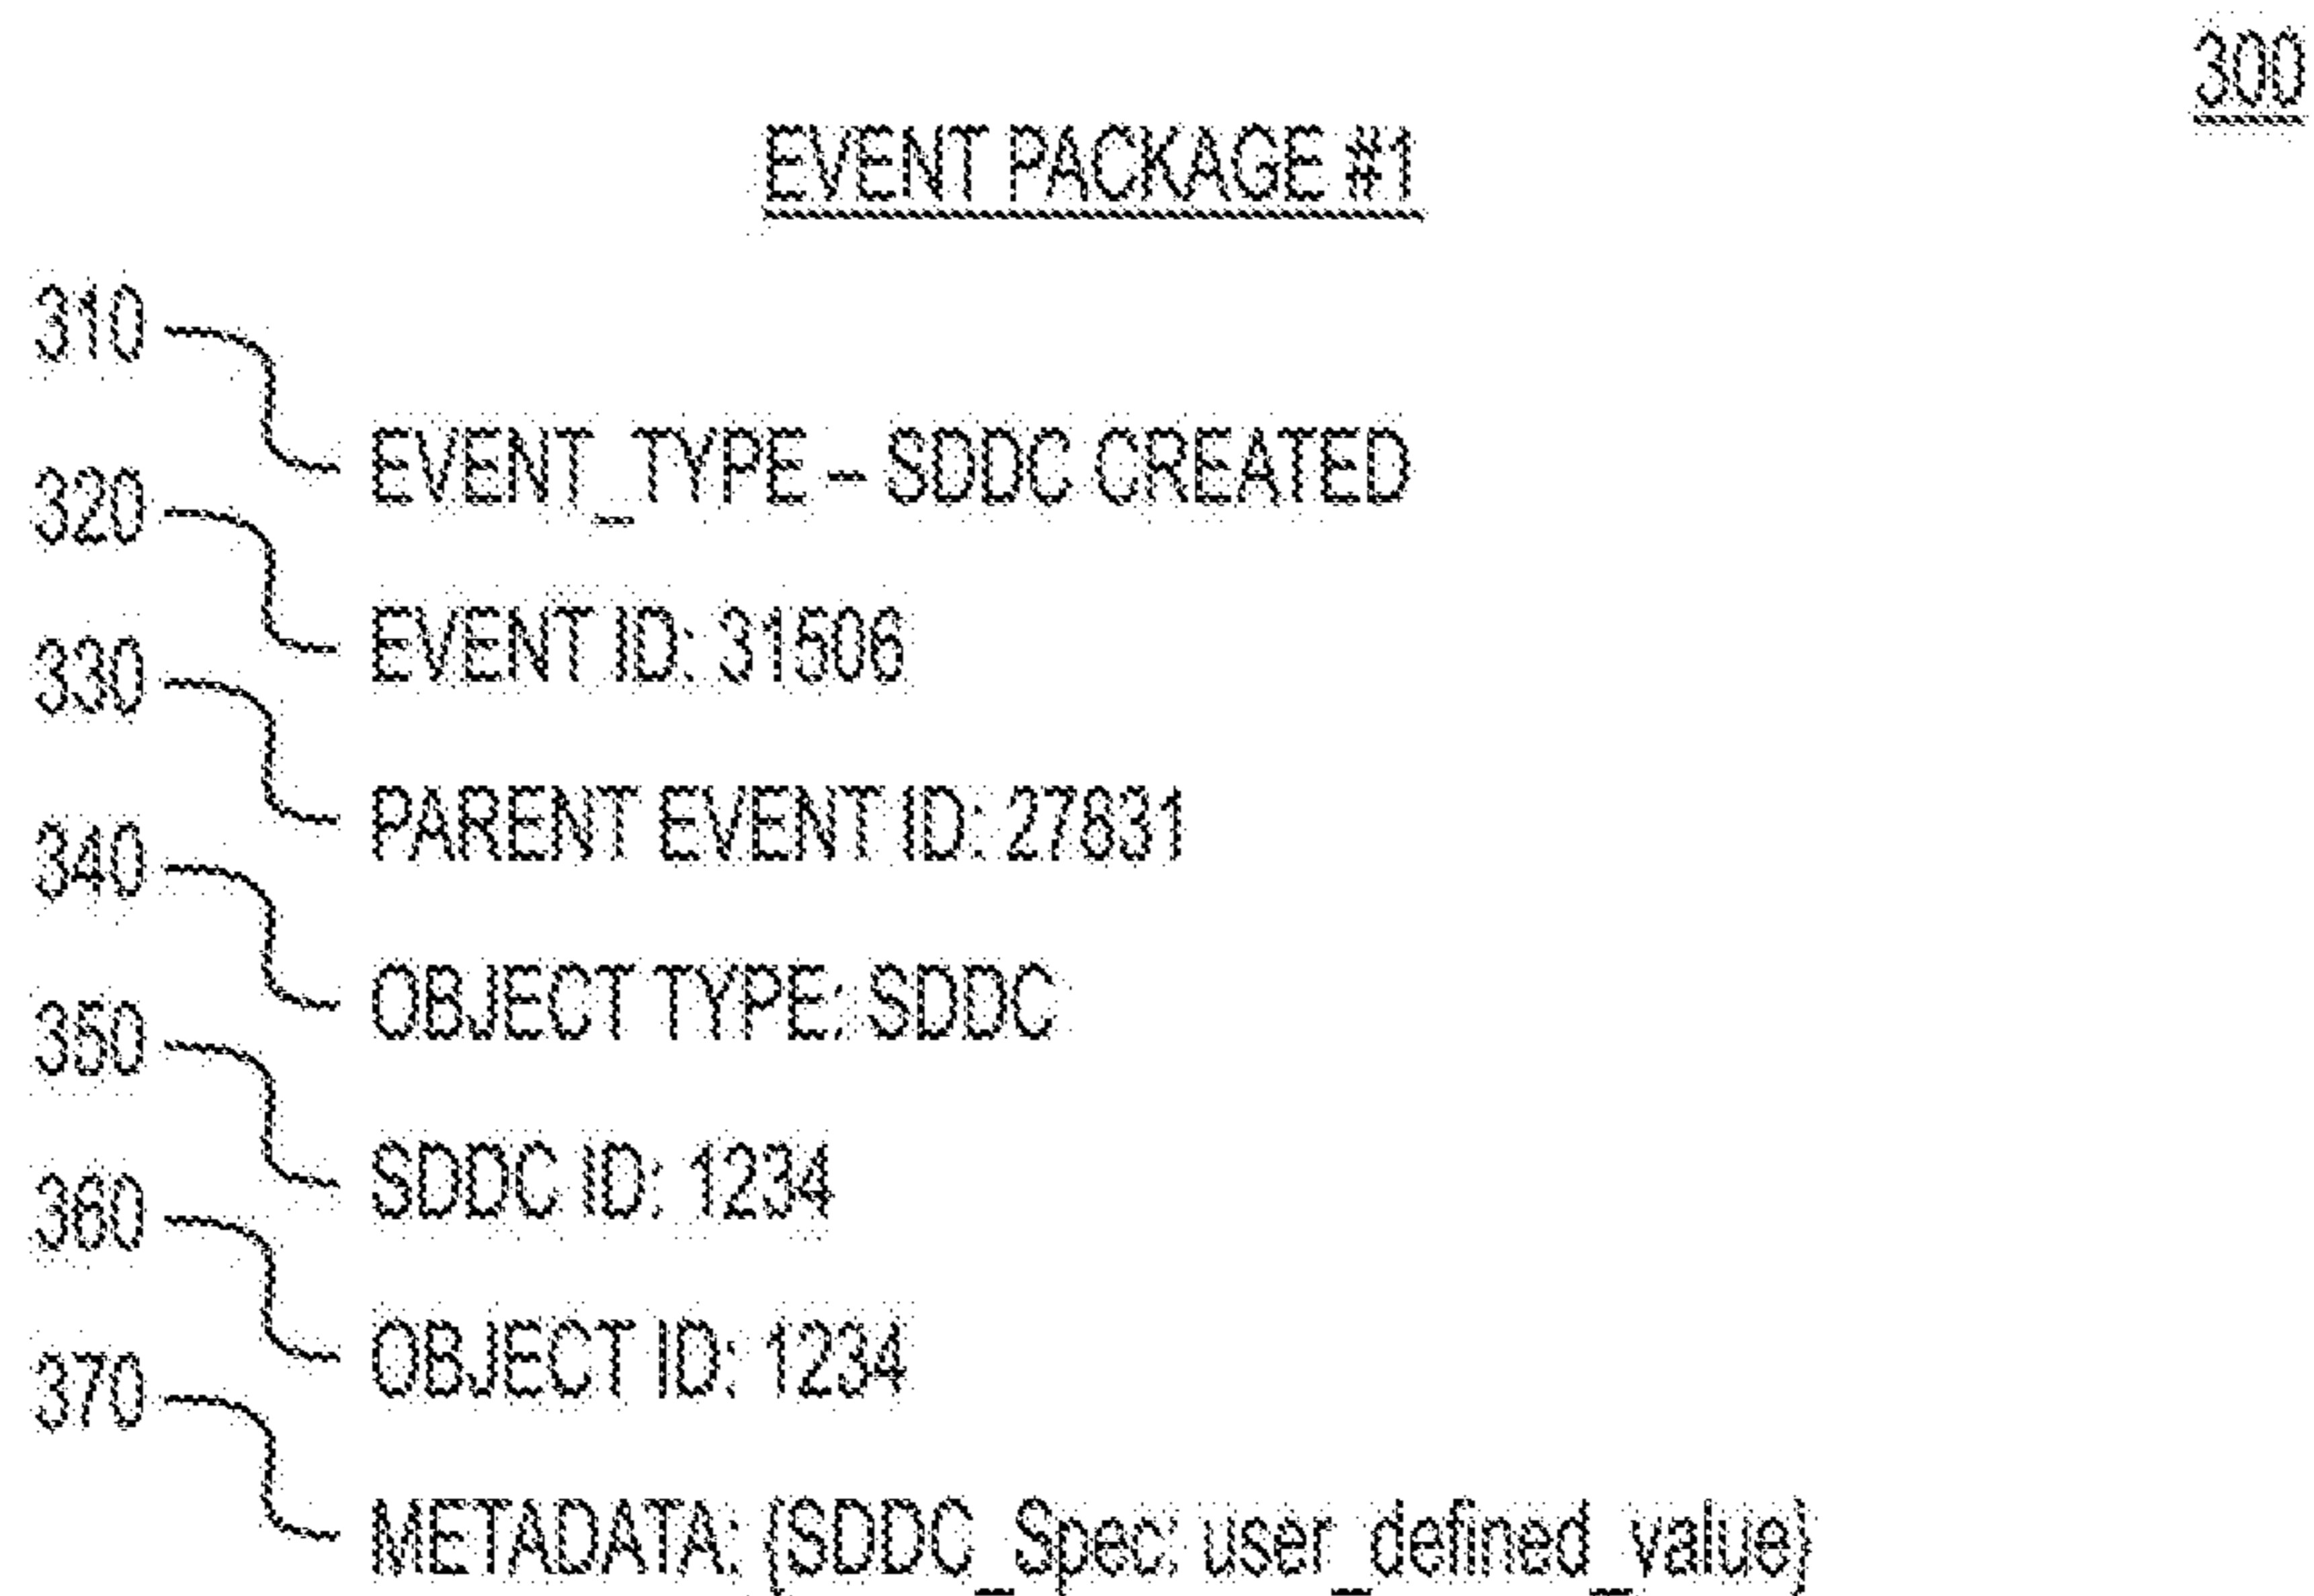 300
EVENT PACKAGE #1
310
EVENT_TYPE – SDDC CREATED
320
EVENT ID: 31506
330
PARENT EVENT ID: 27631
340
OBJECT TYPE: SDDC
350
SDDC ID: 1234
360
OBJECT ID: 1234
370
METADATA: {SDDC_Spec: user_defined_value}